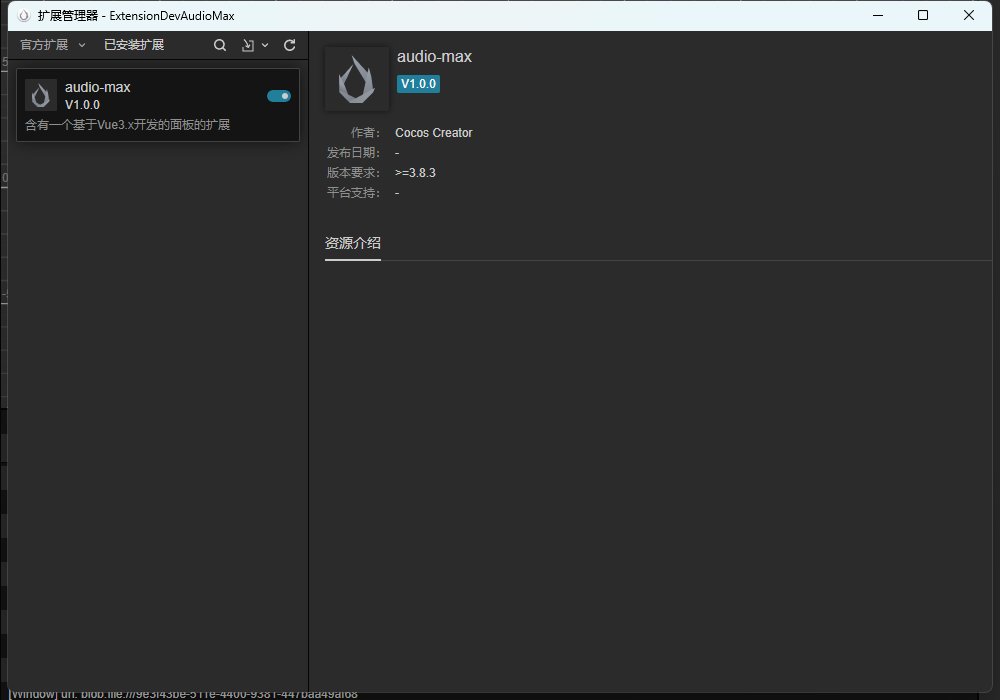 扩展管理器 - ExtensionDevAudioMax
官方扩展 已安装扩展
audio-max
V1.0.0
含有一个基于Vue3.x开发的面板的扩展
audio-max
V1.0.0
作者: Cocos Creator
发布日期: -
版本要求: >=3.8.3
平台支持: -
资源介绍
[Window] url: blob:file:///9e3f43be-511e-4400-9381-447baa49af68